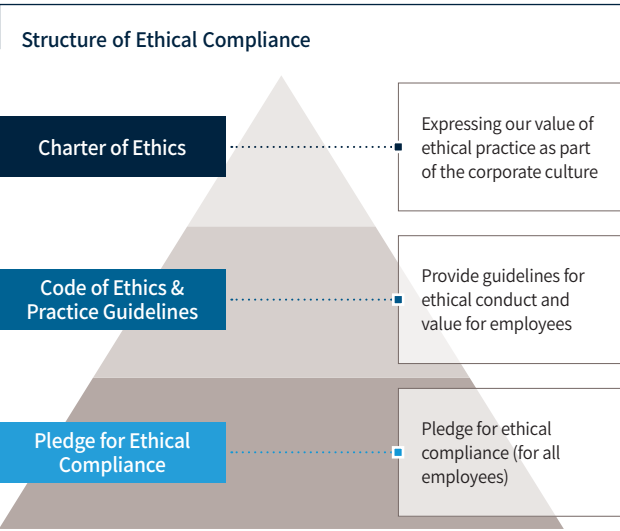 Structure of Ethical Compliance
Charter of Ethics
Expressing our value of
ethical practice as part
of the corporate culture
Code of Ethics &
Practice Guidelines
Provide guidelines for
ethical conduct and
value for employees
Pledge for Ethical
Compliance
Pledge for ethical
compliance (for all
employees)